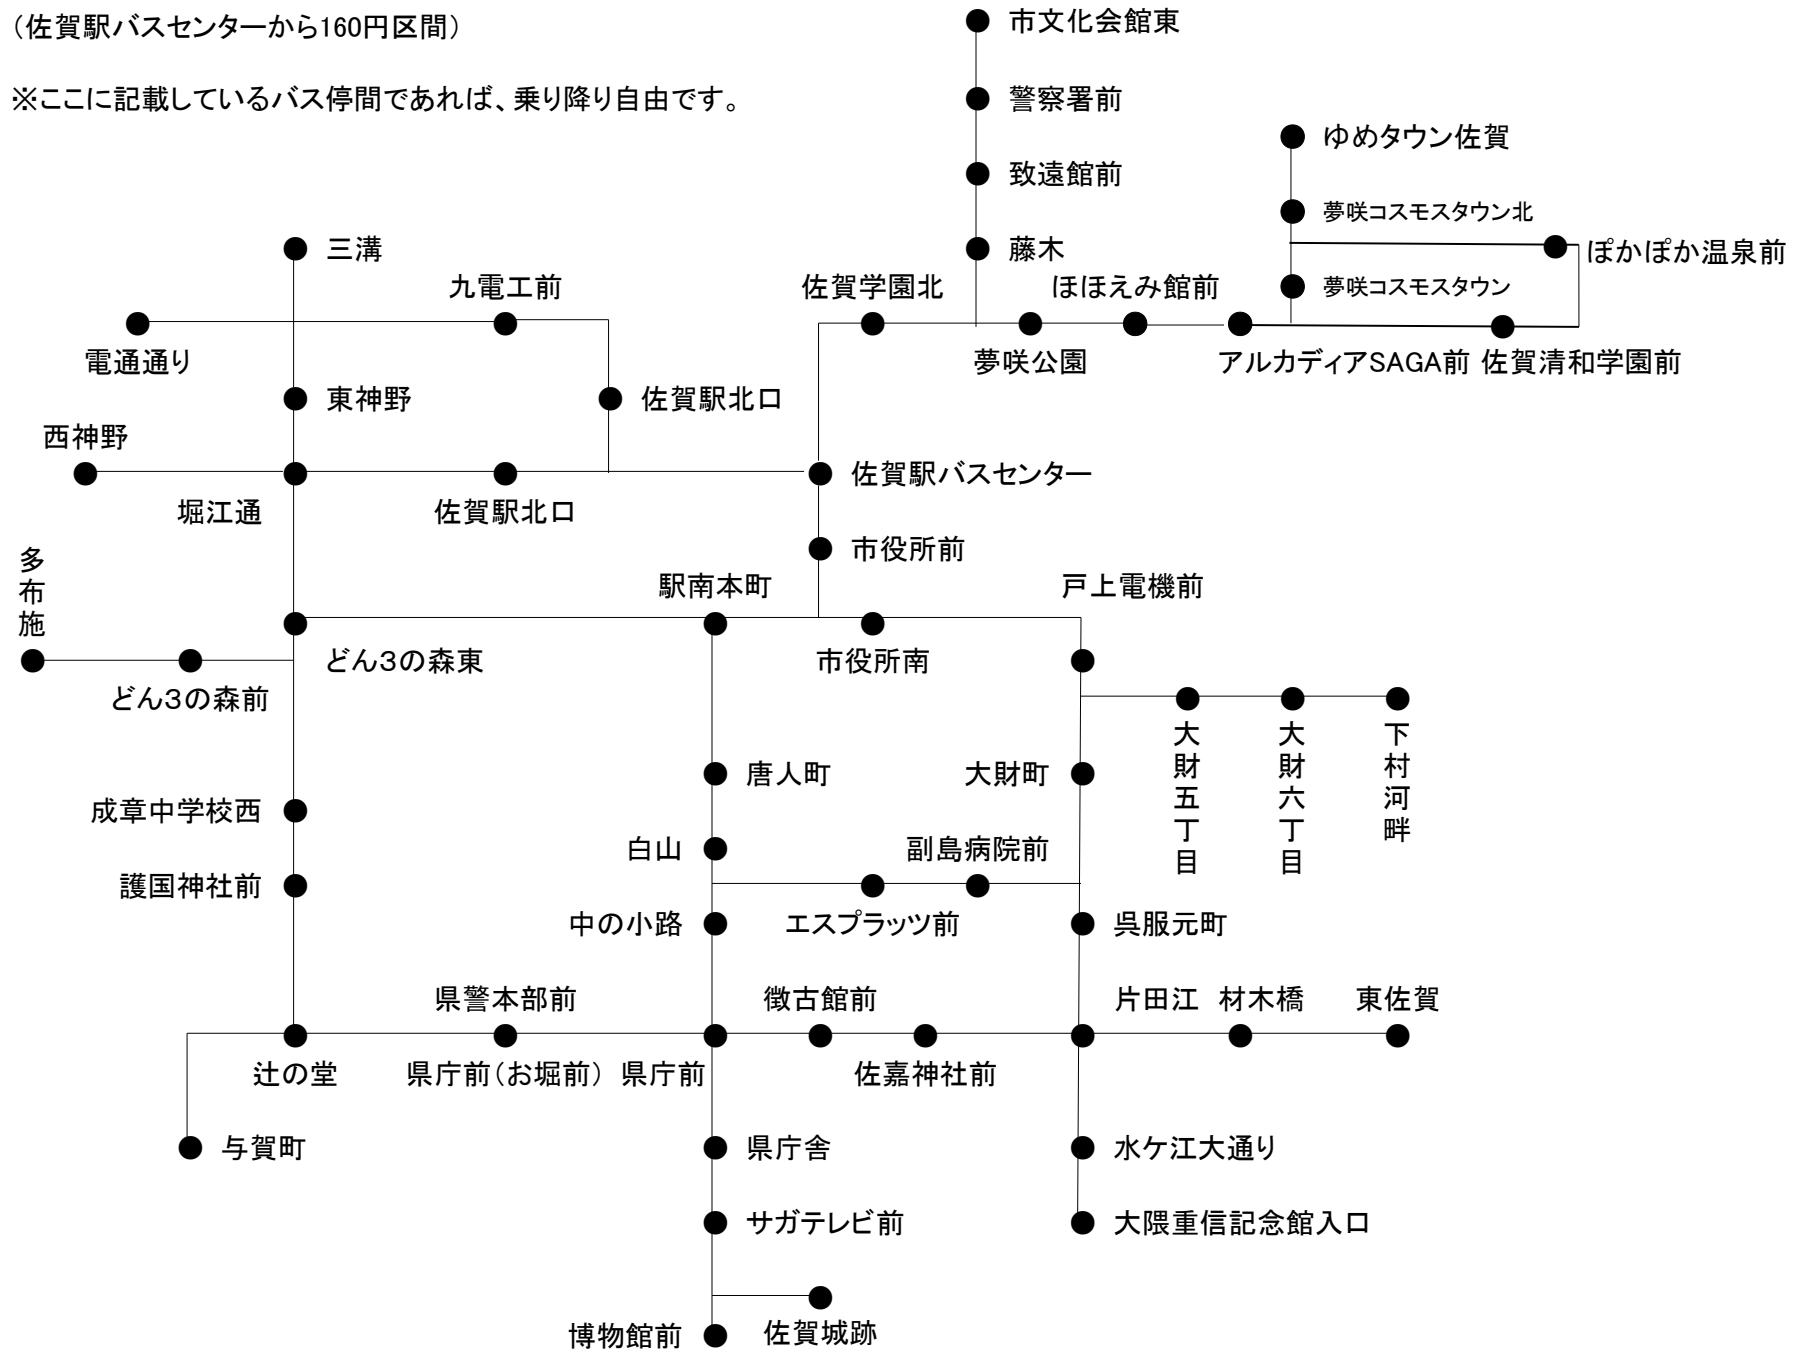 （佐賀駅バスセンターから160円区間）
市文化会館東
※ここに記載しているバス停間であれば、乗り降り自由です。
警察署前
ゆめタウン佐賀
致遠館前
夢咲コスモスタウン北
三溝
藤木
ぽかぽか温泉前
九電工前
佐賀学園北
ほほえみ館前
夢咲コスモスタウン
電通通り
夢咲公園
アルカディアSAGA前
佐賀清和学園前
東神野
佐賀駅北口
西神野
佐賀駅バスセンター
堀江通
佐賀駅北口
市役所前
多布施
駅南本町
戸上電機前
どん3の森東
市役所南
どん3の森前
大財五丁目
大財六丁目
下村河畔
唐人町
大財町
成章中学校西
白山
副島病院前
護国神社前
中の小路
エスプラッツ前
呉服元町
県警本部前
徴古館前
片田江
材木橋
東佐賀
辻の堂
県庁前（お堀前）
県庁前
佐嘉神社前
与賀町
県庁舎
水ケ江大通り
サガテレビ前
大隈重信記念館入口
博物館前
佐賀城跡